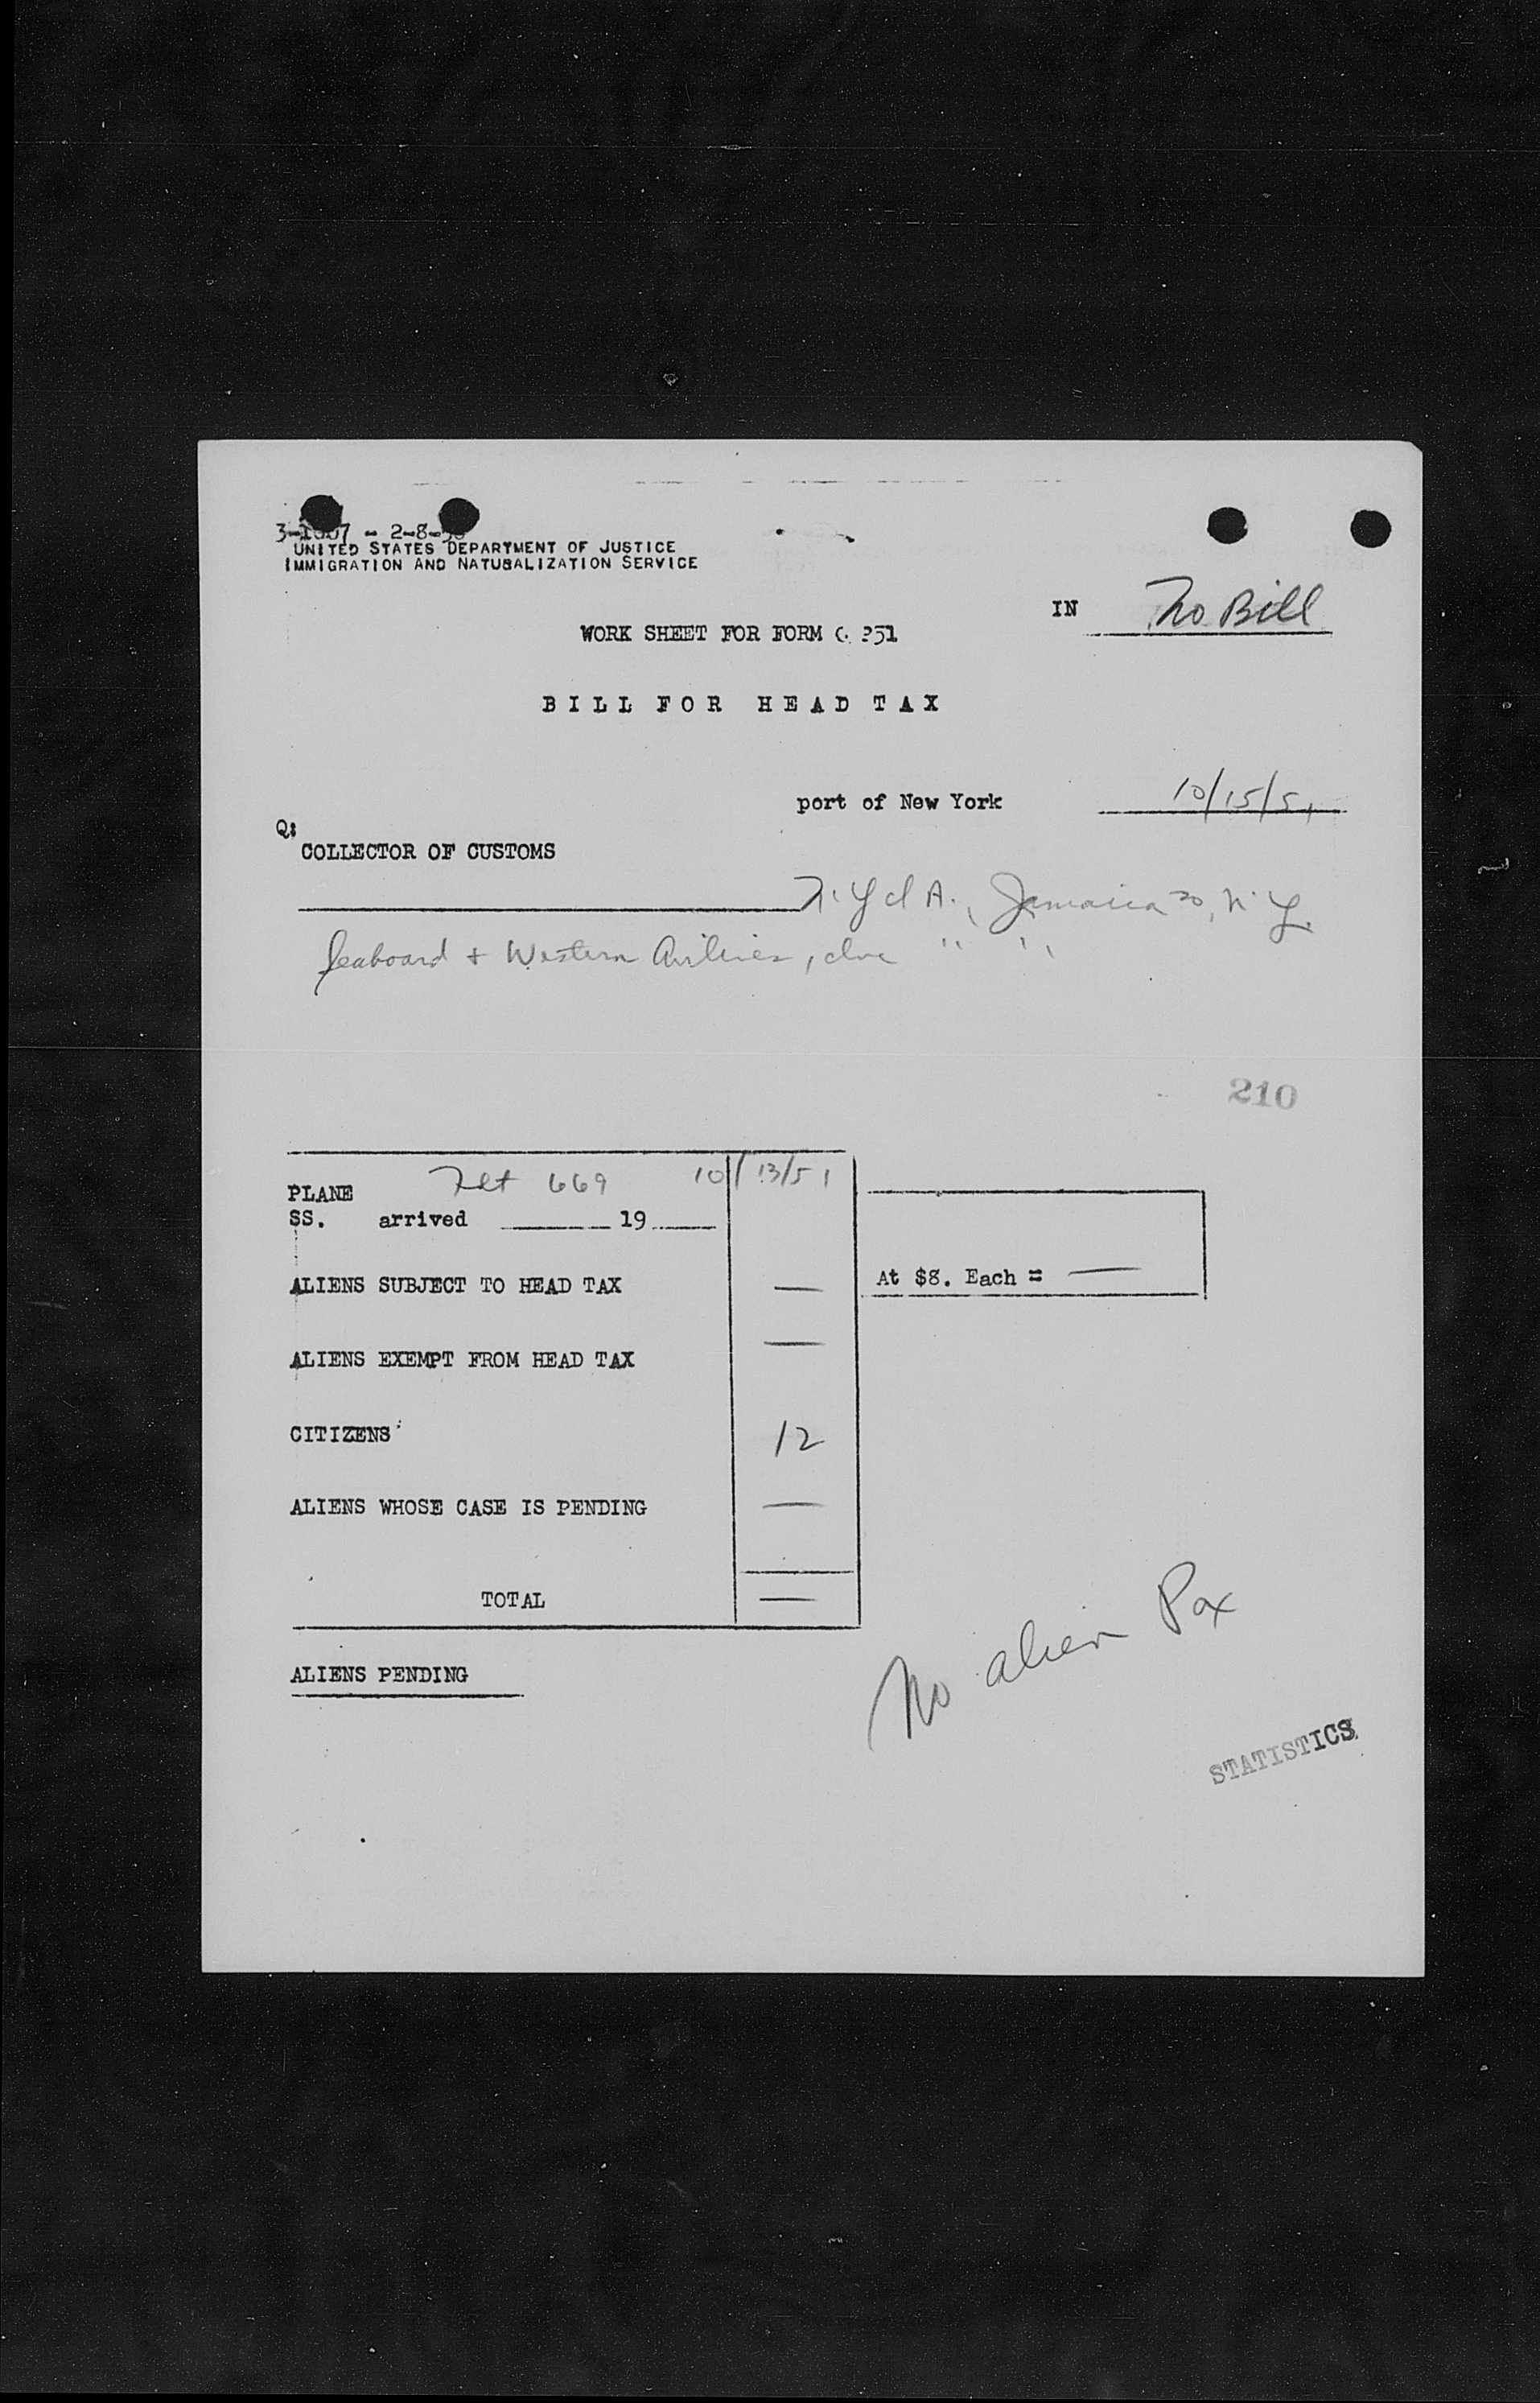 3-1007 - 2-8-
UNITED STATES DEPARTMENT OF JUSTICE
IMMIGRATION AND NATURALIZATION SERVICE
IN No Bill
WORK SHEET FOR FORM G 351
BILL FOR HEAD TAX
port of New York 10/15/51
Q:
COLLECTOR OF CUSTOMS
N.Y.I.A., Jamaica 30, N.Y.
Seaboard & Western Airlines, Inc " "
210
PLANE Flt 669 10/13/51
SS. arrived 19
ALIENS SUBJECT TO HEAD TAX —
At $8. Each = —
ALIENS EXEMPT FROM HEAD TAX —
CITIZENS 12
ALIENS WHOSE CASE IS PENDING —
TOTAL —
ALIENS PENDING
No alien Pax
STATISTICS